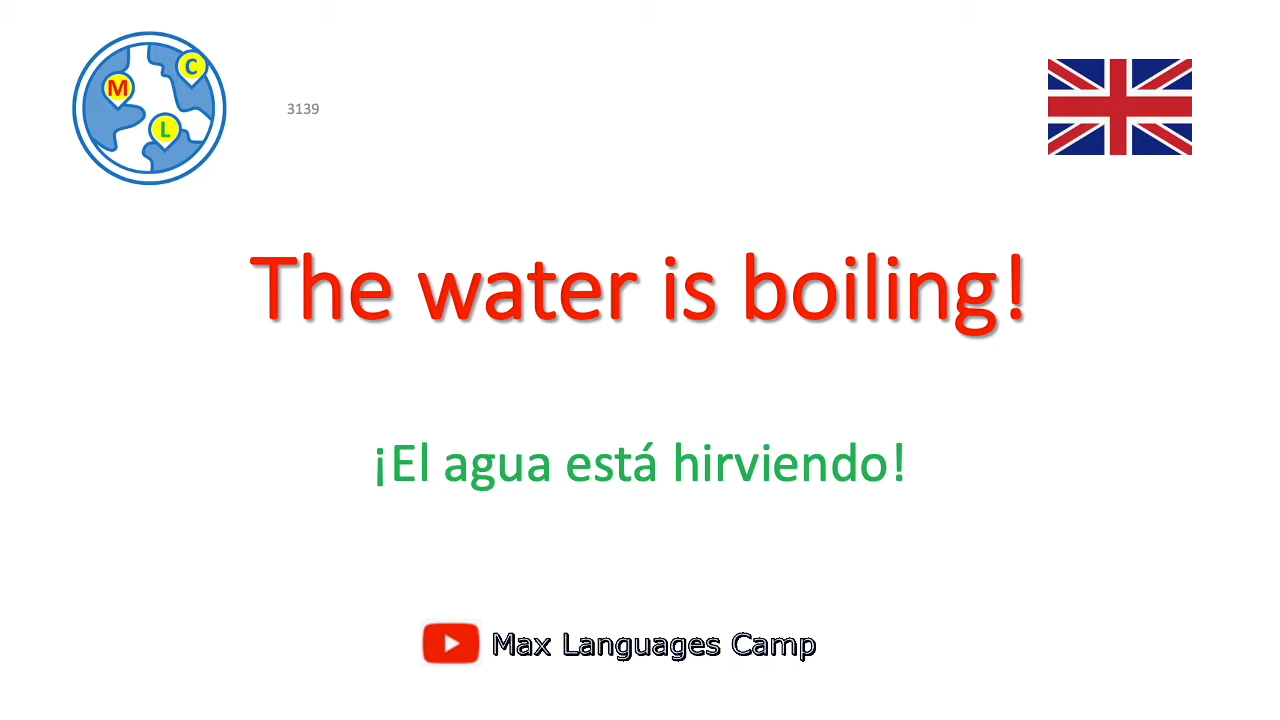 C
M
3139
L
The water is boiling!
¡El agua está hirviendo!
Max Languages Camp